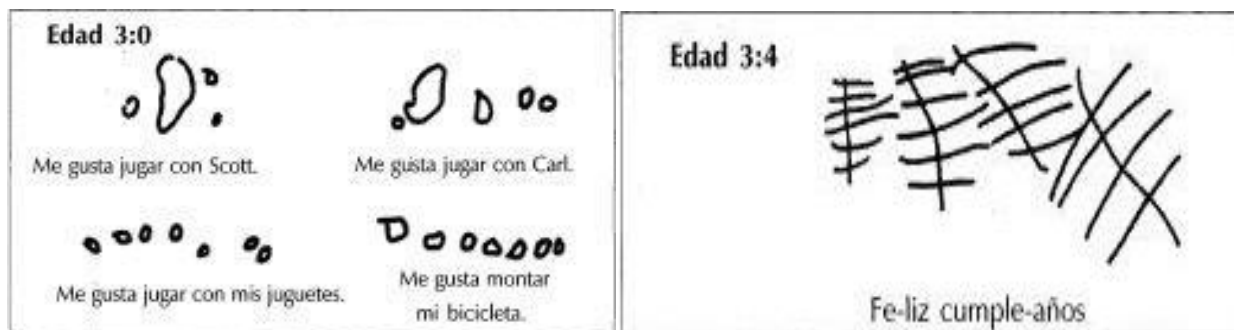 Edad 3:0
Me gusta jugar con Scott.
Me gusta jugar con Carl.
Me gusta jugar con mis juguetes.
Me gusta montar
mi bicicleta.
Edad 3:4
Fe-liz cumple-años